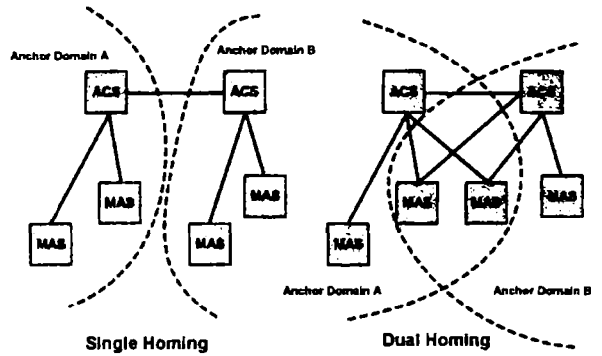 Anchor Domain A
Anchor Domain B
ACS
ACS
MAS
MAS
MAS
MAS
Single Homing
ACS
ACS
MAS
MAS
MAS
MAS
Anchor Domain A
Anchor Domain B
Dual Homing